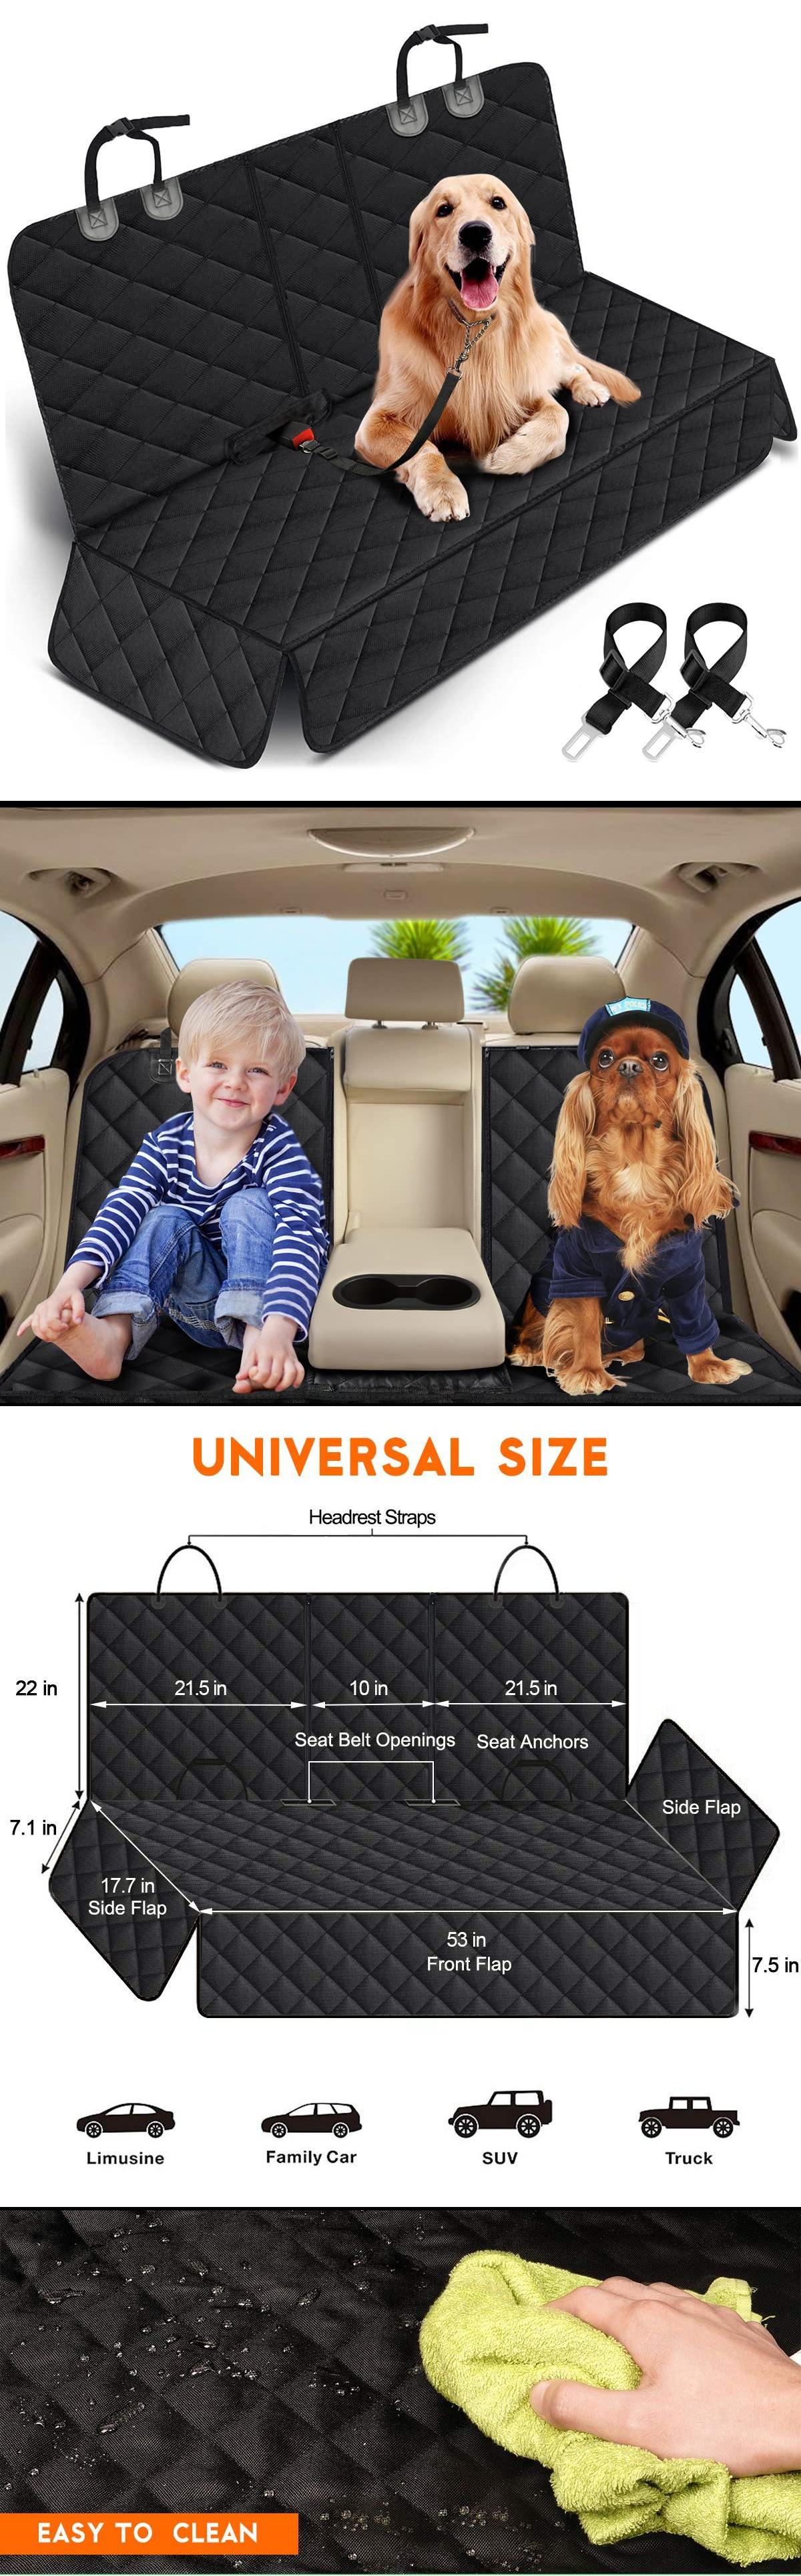 UNIVERSAL SIZE
Headrest Straps
22 in
21.5 in
10 in
21.5 in
Seat Belt Openings
Seat Anchors
Side Flap
7.1 in
17.7 in
Side Flap
53 in
Front Flap
7.5 in
Limusine
Family Car
SUV
Truck
EASY TO CLEAN